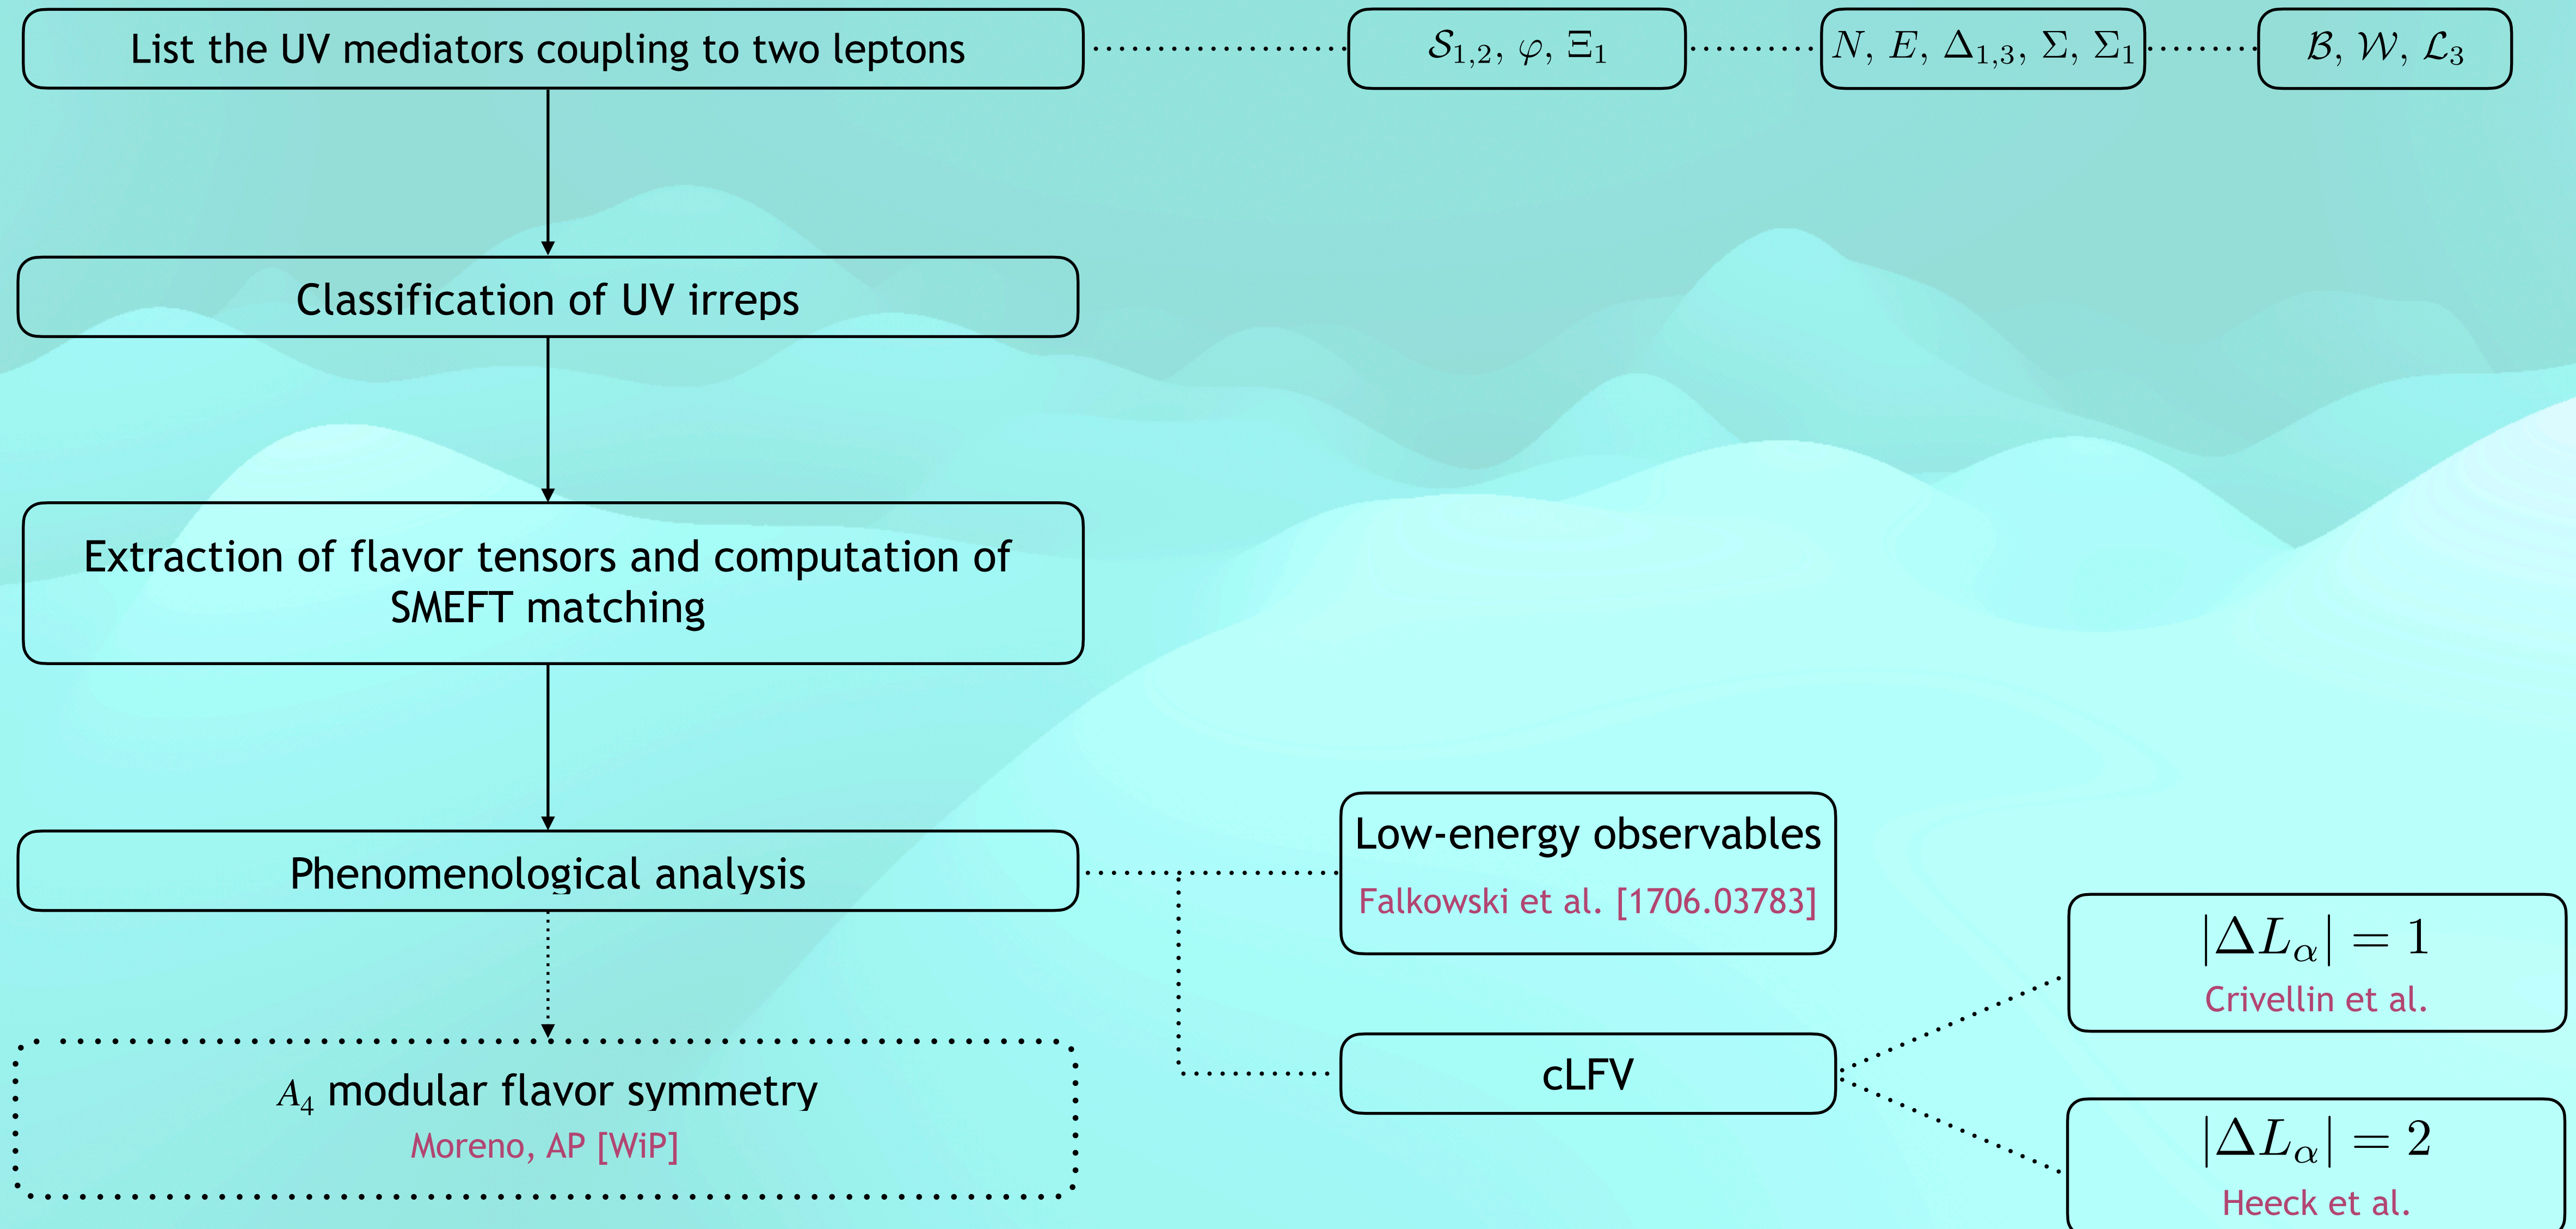 List the UV mediators coupling to two leptons
𝒮₁,₂, φ, Ξ₁
N, E, Δ₁,₃, Σ, Σ₁
ℬ, 𝒲, ℒ₃
Classification of UV irreps
Extraction of flavor tensors and computation of
SMEFT matching
Phenomenological analysis
Low-energy observables
Falkowski et al. [1706.03783]
|ΔL_α| = 1
Crivellin et al.
cLFV
|ΔL_α| = 2
Heeck et al.
A₄ modular flavor symmetry
Moreno, AP [WiP]